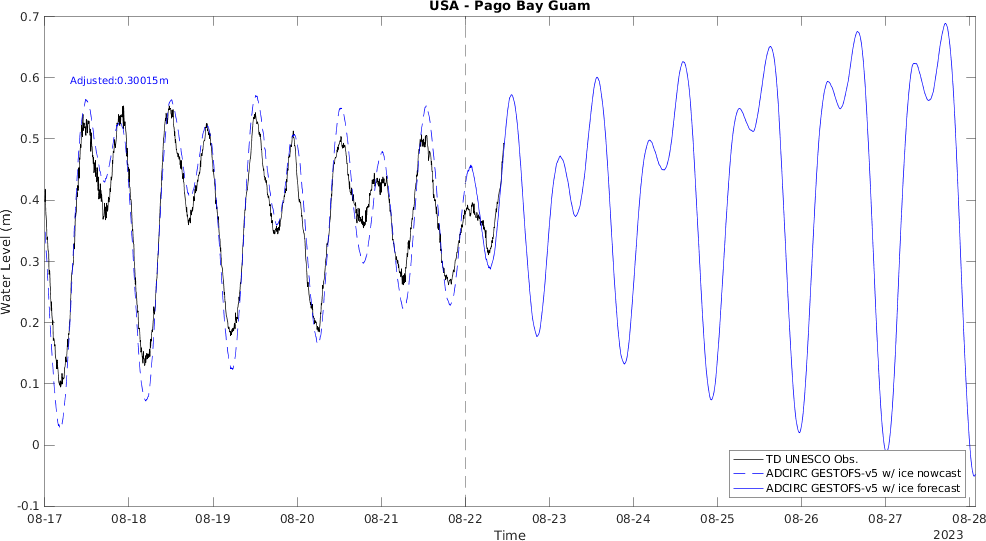 USA - Pago Bay Guam
0.7
0.6
0.5
0.4
0.3
0.2
0.1
0
-0.1
Water Level (m)
Adjusted:0.30015m
TD UNESCO Obs.
ADCIRC GESTOFS-v5 w/ ice nowcast
ADCIRC GESTOFS-v5 w/ ice forecast
08-17 08-18 08-19 08-20 08-21 08-22 08-23 08-24 08-25 08-26 08-27 08-28
Time
2023